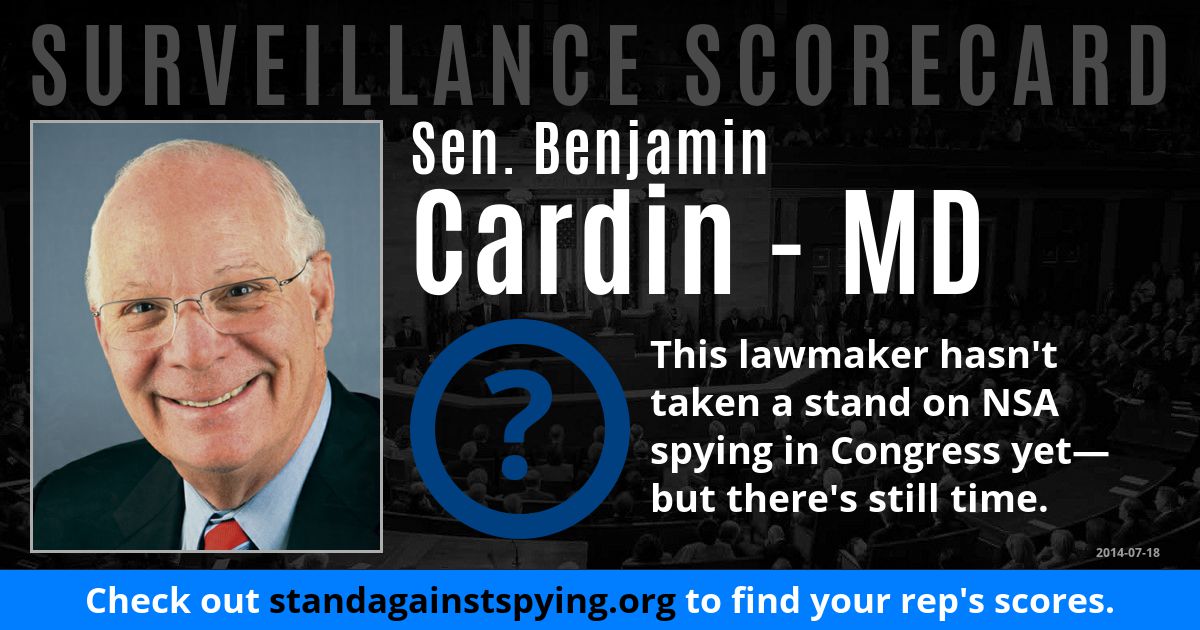 SURVEILLANCE SCORECARD
Sen. Benjamin
Cardin - MD
?
This lawmaker hasn't
taken a stand on NSA
spying in Congress yet—
but there's still time.
2014-07-18
Check out standagainstspying.org to find your rep's scores.